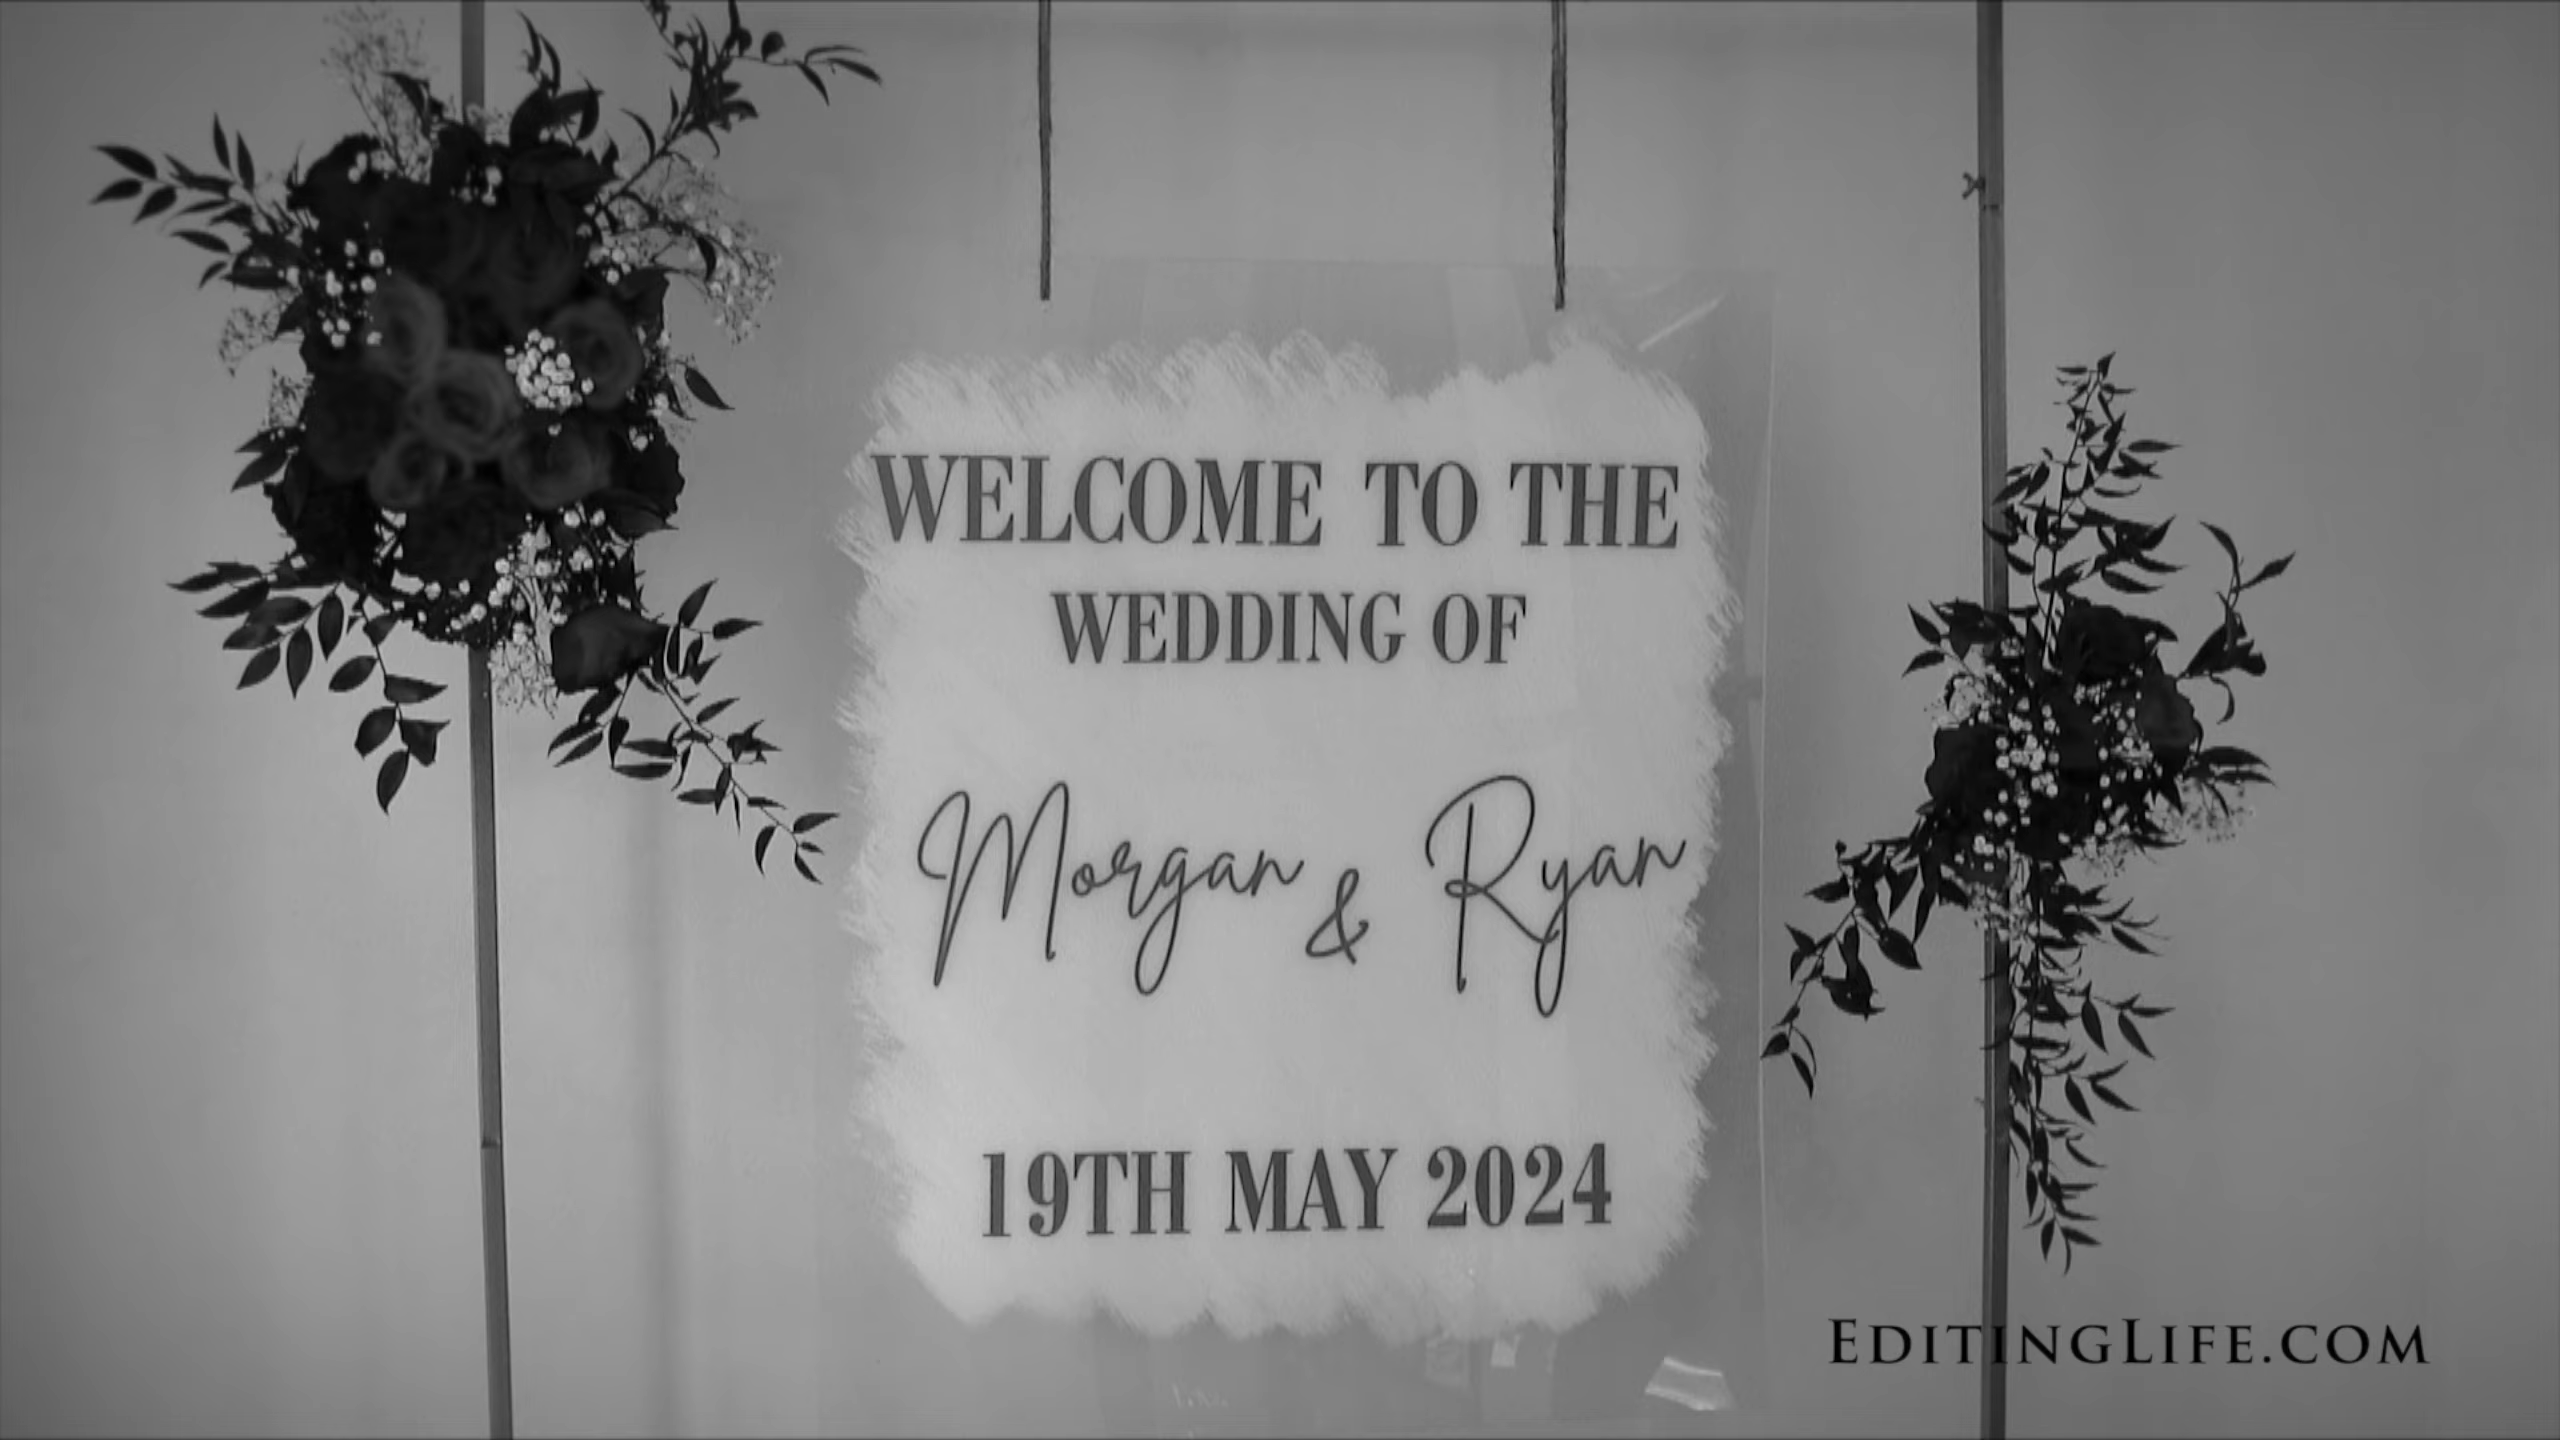 WELCOME TO THE
WEDDING OF
Morgan & Ryan
19TH MAY 2024
EDITINGLIFE.COM